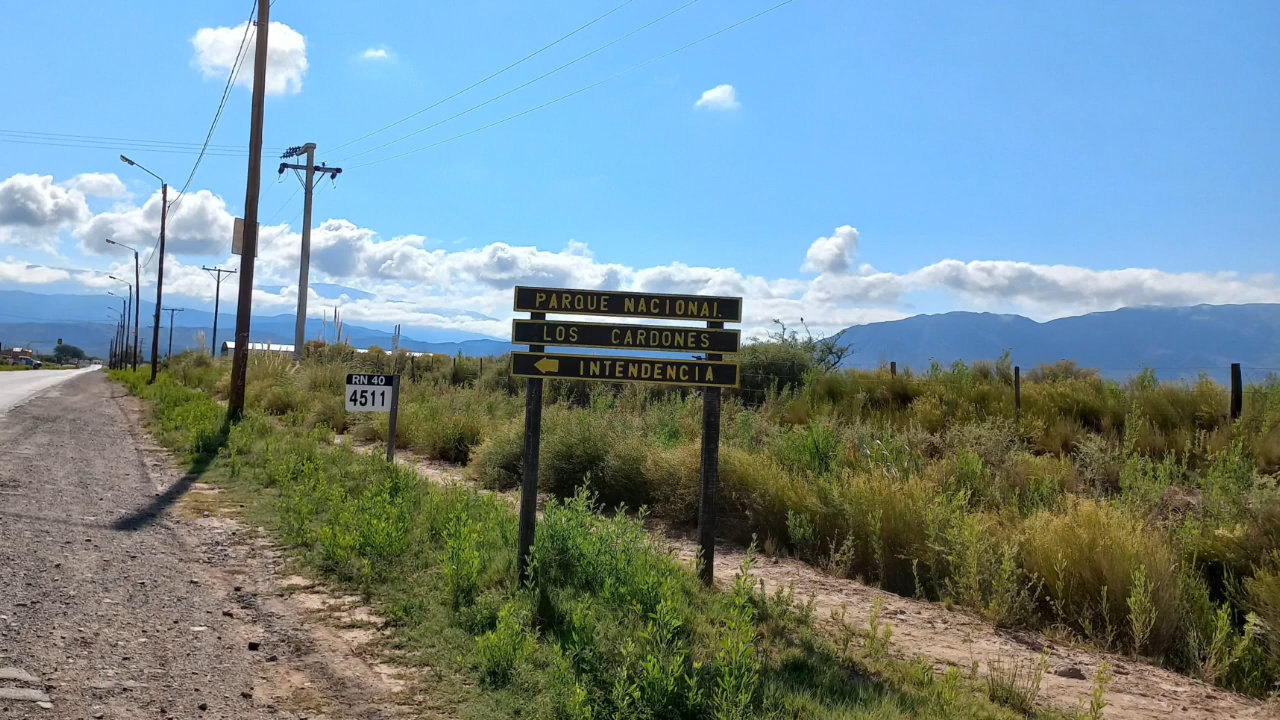 PARQUE NACIONAL
LOS CARDONES
INTENDENCIA
RN 40
4511